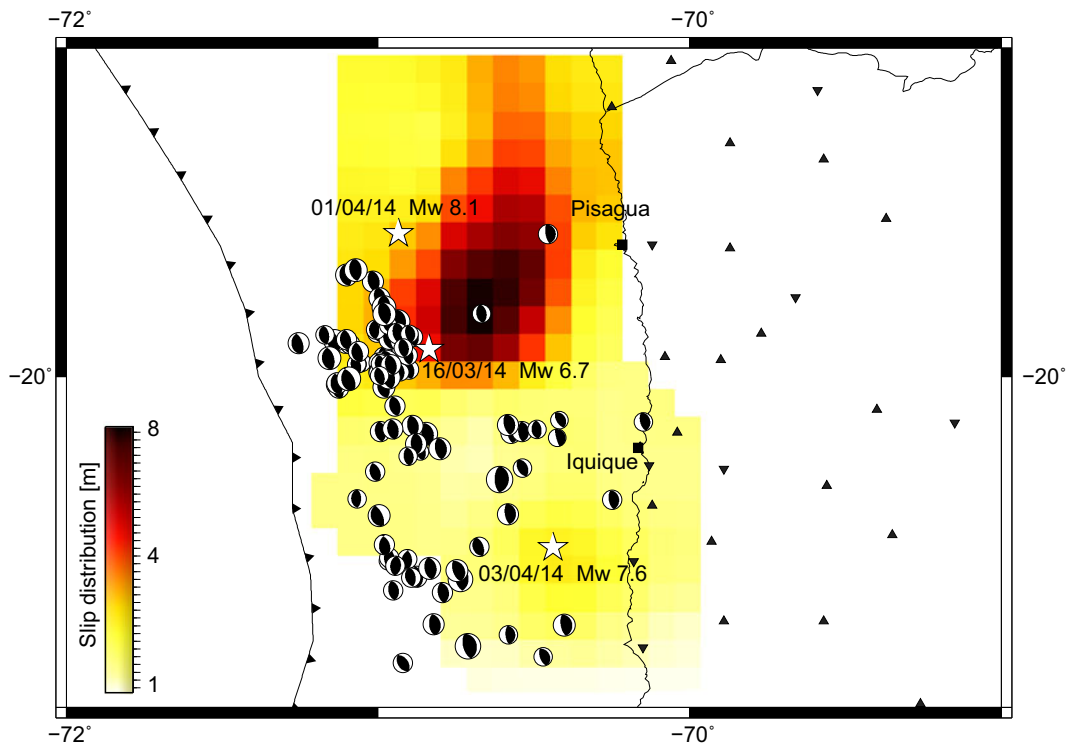 −72˚ −70˚
01/04/14 Mw 8.1 Pisagua
−20˚ 16/03/14 Mw 6.7 −20˚
8
Iquique
Slip distribution [m]
4
03/04/14 Mw 7.6
1
−72˚ −70˚